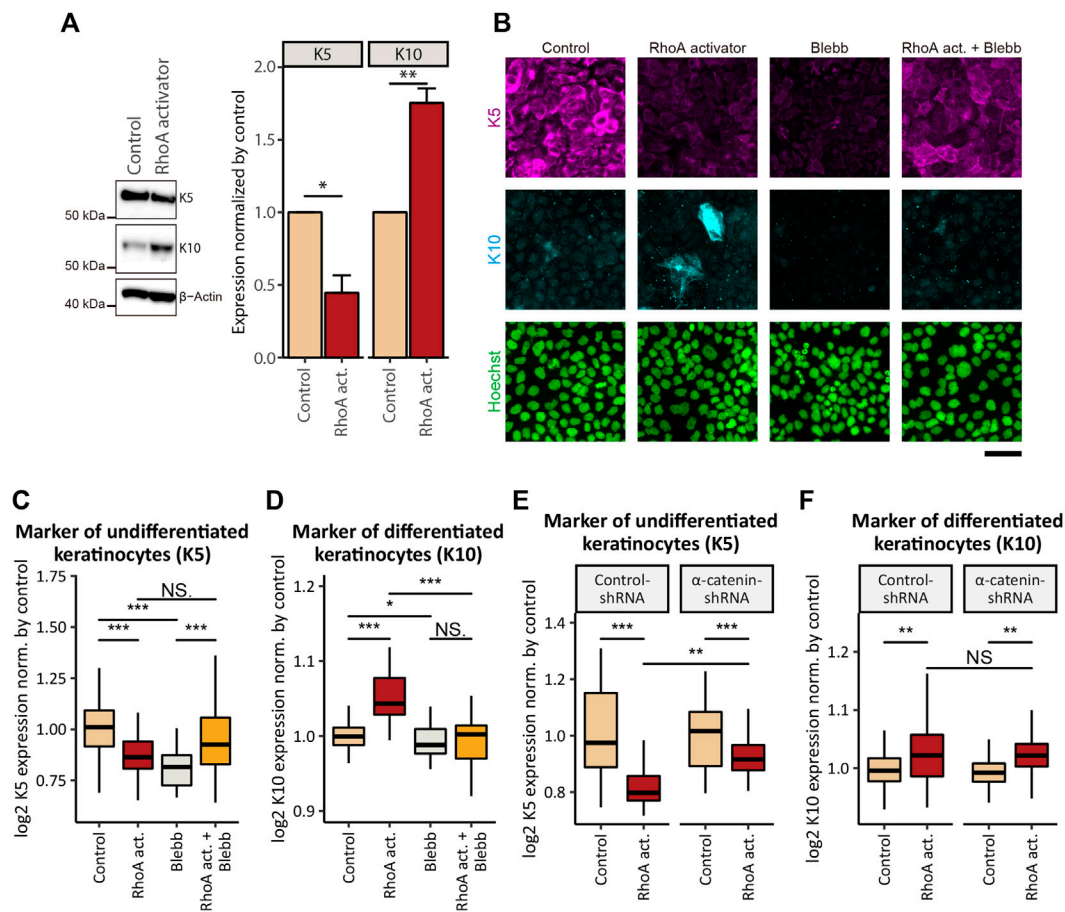 A
Control
RhoA activator
K5
50 kDa
K10
50 kDa
β−Actin
40 kDa
Expression normalized by control
K5
K10
2.0
1.5
1.0
0.5
0.0
*
**
Control
RhoA act.
Control
RhoA act.
B
Control
RhoA activator
Blebb
RhoA act. + Blebb
K5
K10
Hoechst
C
Marker of undifferentiated
keratinocytes (K5)
log2 K5 expression norm. by control
1.75
1.50
1.25
1.00
0.75
NS.
***
***
***
Control
RhoA act.
Blebb
RhoA act. +
Blebb
D
Marker of differentiated
keratinocytes (K10)
log2 K10 expression norm. by control
1.2
1.1
1.0
0.9
***
*
***
NS.
Control
RhoA act.
Blebb
RhoA act. +
Blebb
E
Marker of undifferentiated
keratinocytes (K5)
Control-
shRNA
α-catenin-
shRNA
log2 K5 expression norm. by control
1.4
1.2
1.0
0.8
***
***
**
Control
RhoA act.
Control
RhoA act.
F
Marker of differentiated
keratinocytes (K10)
Control-
shRNA
α-catenin-
shRNA
log2 K10 expression norm. by control
1.2
1.1
1.0
**
**
NS
Control
RhoA act.
Control
RhoA act.